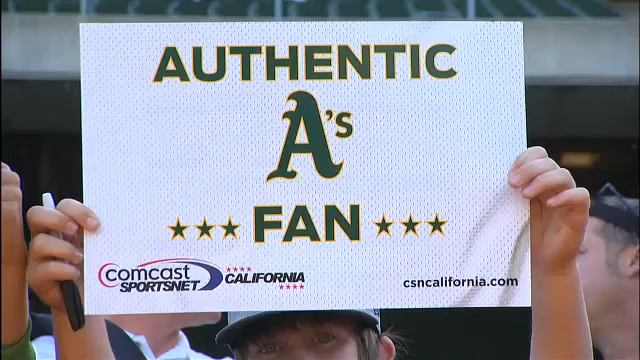 AUTHENTIC
A's
FAN
comcast CALIFORNIA
SPORTSNET
csncalifornia.com